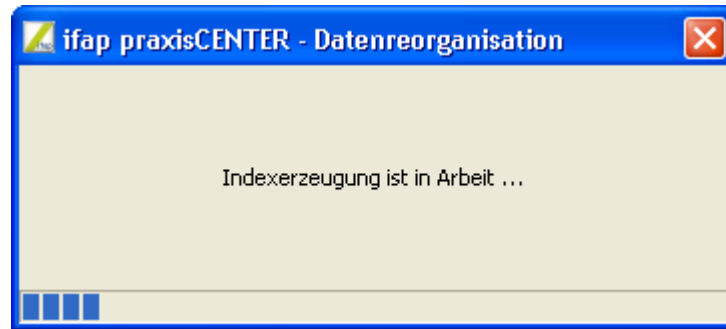 ifap praxisCENTER - Datenreorganisation
Indexerzeugung ist in Arbeit ...